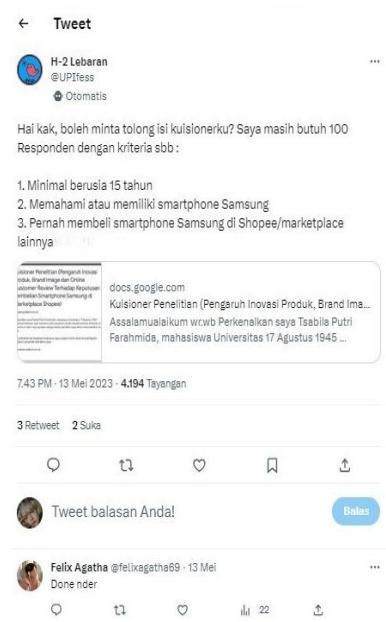 Tweet
H-2 Lebaran
@UPIfess
Otomatis
Hai kak, boleh minta tolong isi kuisionerku? Saya masih butuh 100
Responden dengan kriteria sbb :
1. Minimal berusia 15 tahun
2. Memahami atau memiliki smartphone Samsung
3. Pernah membeli smartphone Samsung di Shopee/marketplace
lainnya
uisioner Penelitian (Pengaruh Inovasi
roduk, Brand Image dan Online
ustomer Review Terhadap Keputusan
embelian Smartphone Samsung di
arketplace Shopee)
docs.google.com
Kuisioner Penelitian (Pengaruh Inovasi Produk, Brand Ima...
Assalamualaikum wr.wb Perkenalkan saya Tsabila Putri
Farahmida, mahasiswa Universitas 17 Agustus 1945 ...
7.43 PM · 13 Mei 2023 · 4.194 Tayangan
3 Retweet 2 Suka
Tweet balasan Anda!
Balas
Felix Agatha @felixagatha69 · 13 Mei
Done nder
22